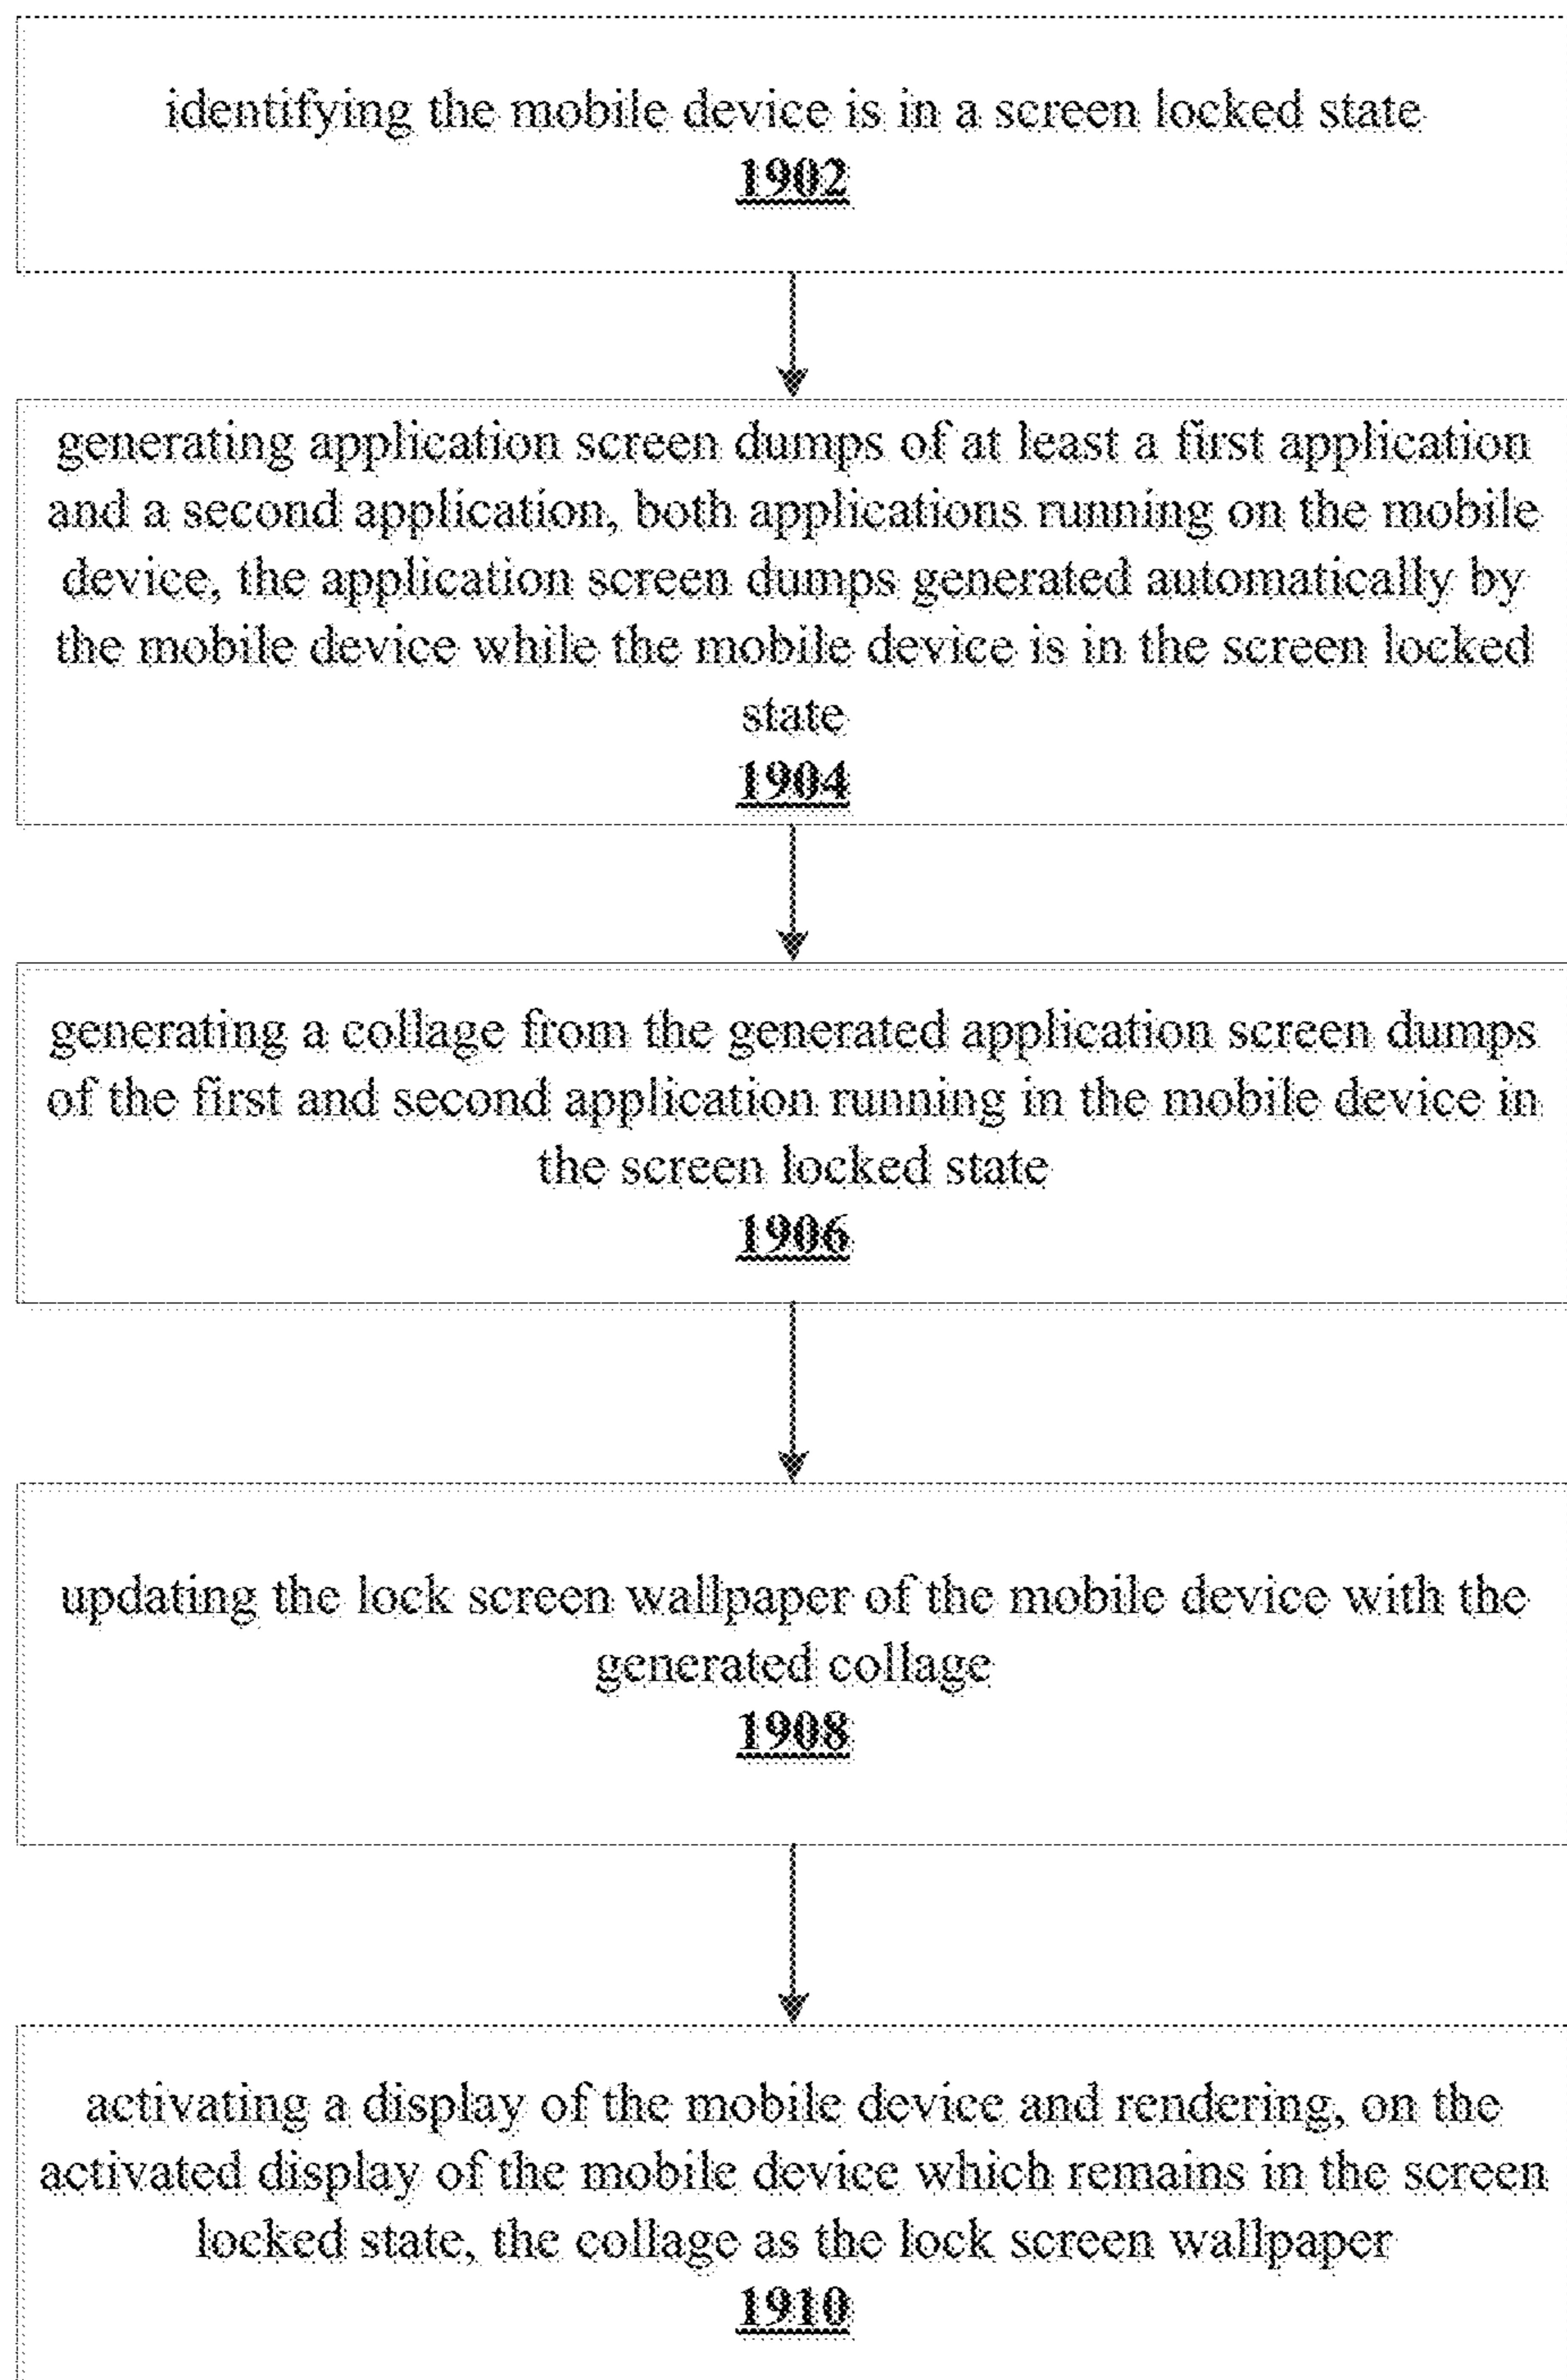 identifying the mobile device is in a screen locked state
1902
generating application screen dumps of at least a first application
and a second application, both applications running on the mobile
device, the application screen dumps generated automatically by
the mobile device while the mobile device is in the screen locked
state
1904
generating a collage from the generated application screen dumps
of the first and second application running in the mobile device in
the screen locked state
1906
updating the lock screen wallpaper of the mobile device with the
generated collage
1908
activating a display of the mobile device and rendering, on the
activated display of the mobile device which remains in the screen
locked state, the collage as the lock screen wallpaper
1910